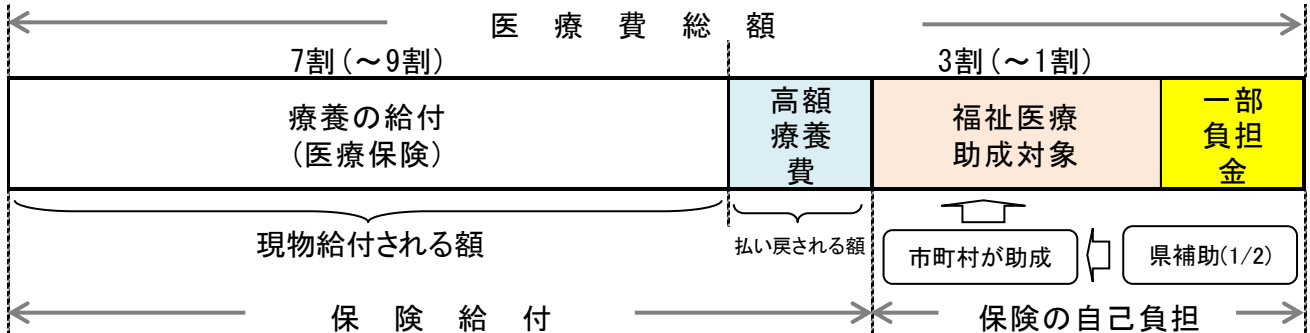 医療費総額
7割(～9割)
3割(～1割)
療養の給付
(医療保険)
高額
療養
費
福祉医療
助成対象
一部
負担
金
現物給付される額
払い戻される額
市町村が助成
県補助(1/2)
保険給付
保険の自己負担